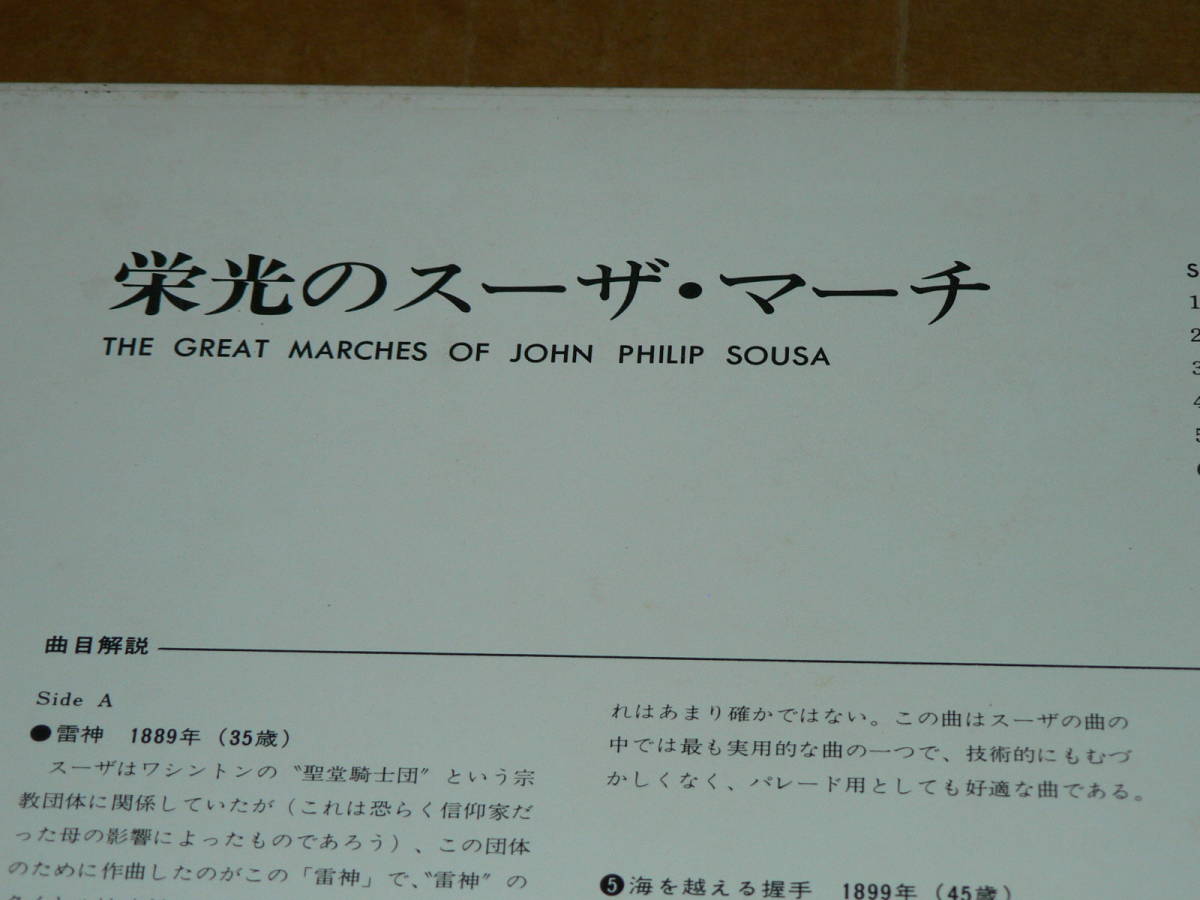 栄光のスーザ・マーチ
THE GREAT MARCHES OF JOHN PHILIP SOUSA
S
1
2
3
4
5
曲目解説
Side A
●雷神 1889年 (35歳)
スーザはワシントンの〝聖堂騎士団〟という宗
教団体に関係していたが (これは恐らく信仰家だ
った母の影響によったものであろう)、この団体
のために作曲したのがこの「雷神」で、〝雷神〟の
れはあまり確かではない。この曲はスーザの曲の
中では最も実用的な曲の一つで、技術的にもむづ
かしくなく、パレード用としても好適な曲である。
❺海を越える握手 1899年 (45歳)